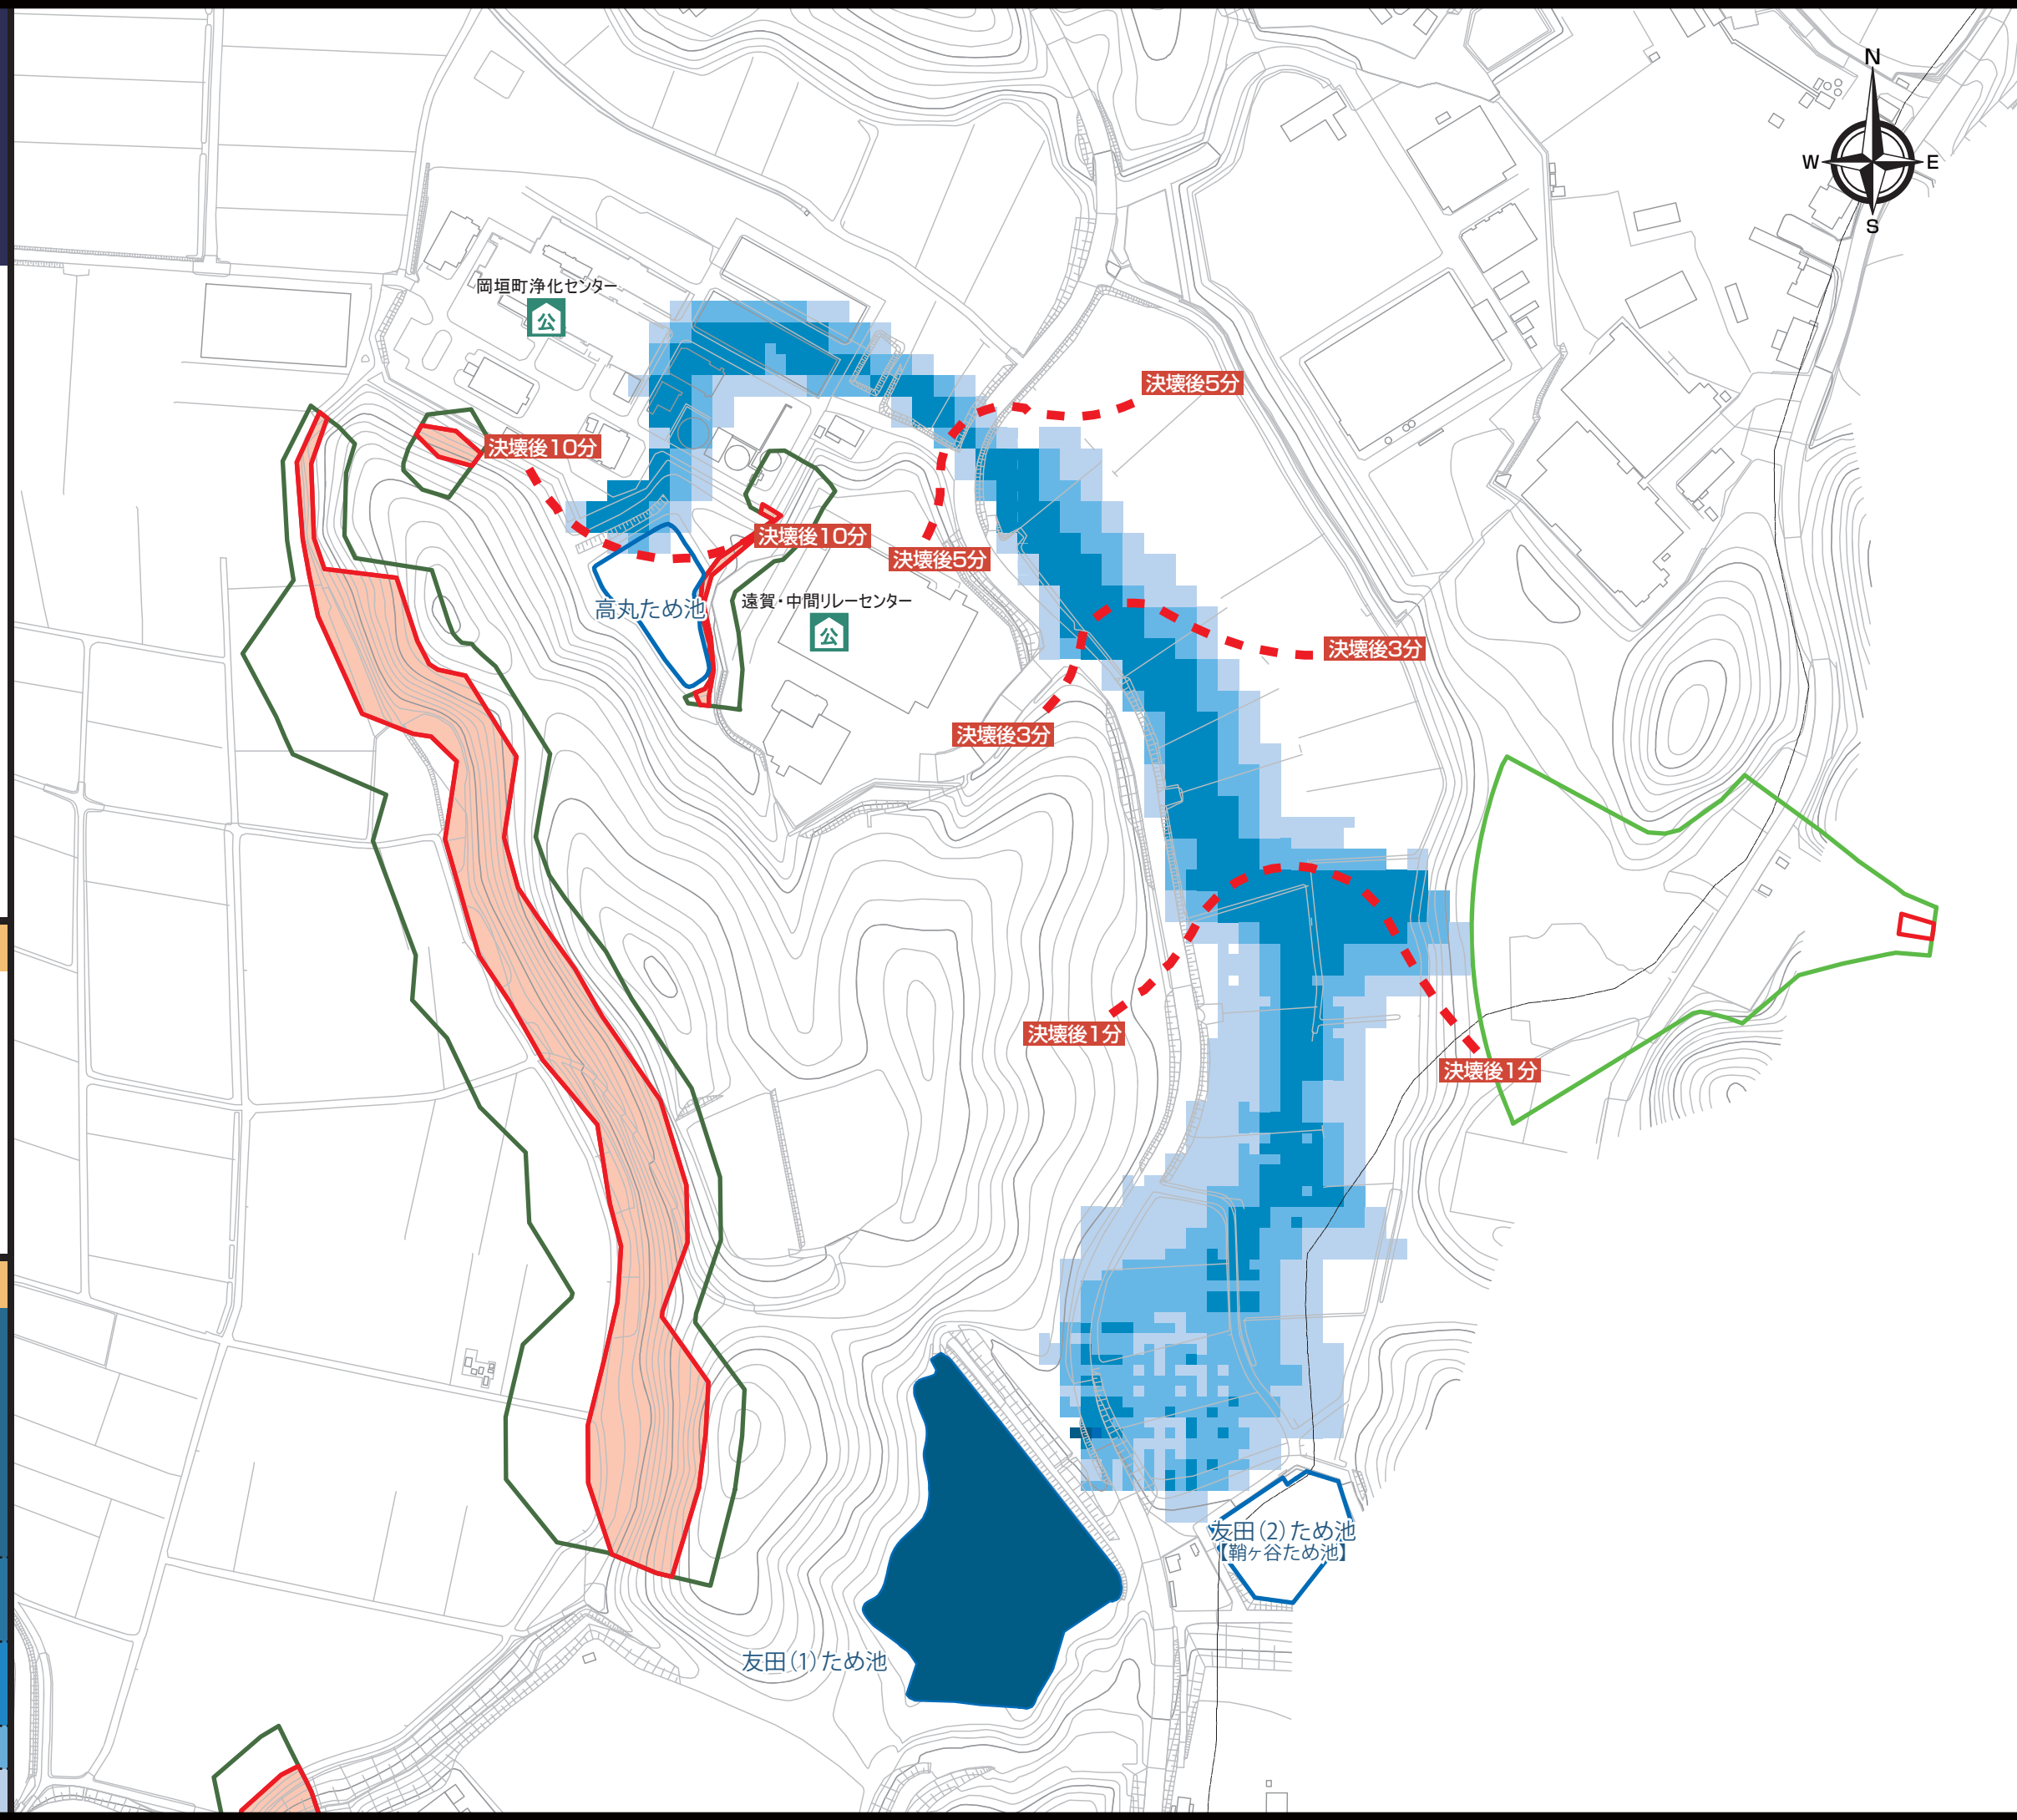 N
W
E
S
岡垣町浄化センター
公
決壊後5分
決壊後10分
決壊後10分
決壊後5分
高丸ため池
遠賀・中間リレーセンター
公
決壊後3分
決壊後3分
決壊後1分
決壊後1分
友田(2)ため池
【鞘ヶ谷ため池】
友田(1)ため池